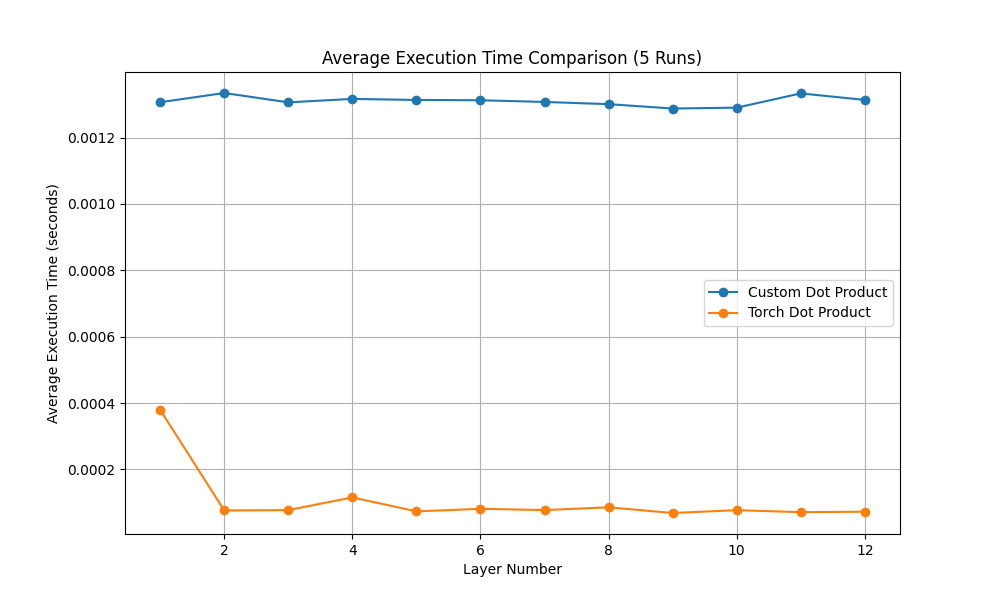 Average Execution Time Comparison (5 Runs)
Average Execution Time (seconds)
0.0012
0.0010
0.0008
0.0006
0.0004
0.0002
Custom Dot Product
Torch Dot Product
2 4 6 8 10 12
Layer Number